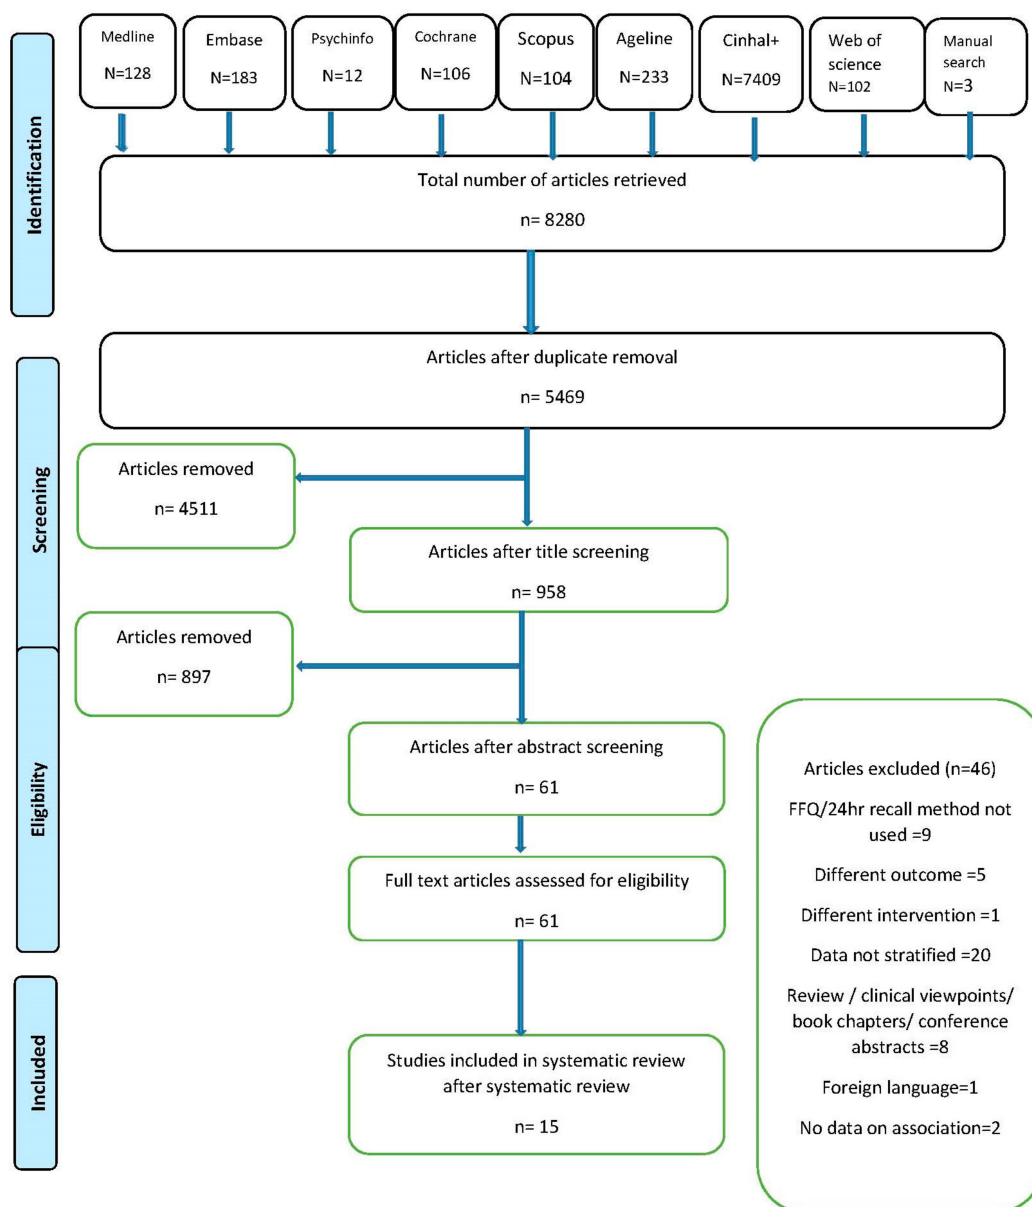 Identification
Medline
N=128
Embase
N=183
Psychinfo
N=12
Cochrane
N=106
Scopus
N=104
Ageline
N=233
Cinhal+
N=7409
Web of
science
N=102
Manual
search
N=3
Total number of articles retrieved
n= 8280
Screening
Articles after duplicate removal
n= 5469
Articles removed
n= 4511
Articles after title screening
n= 958
Articles removed
n= 897
Eligibility
Articles after abstract screening
n= 61
Full text articles assessed for eligibility
n= 61
Articles excluded (n=46)
FFQ/24hr recall method not
used =9
Different outcome =5
Different intervention =1
Data not stratified =20
Review / clinical viewpoints/
book chapters/ conference
abstracts =8
Foreign language=1
No data on association=2
Included
Studies included in systematic review
after systematic review
n= 15